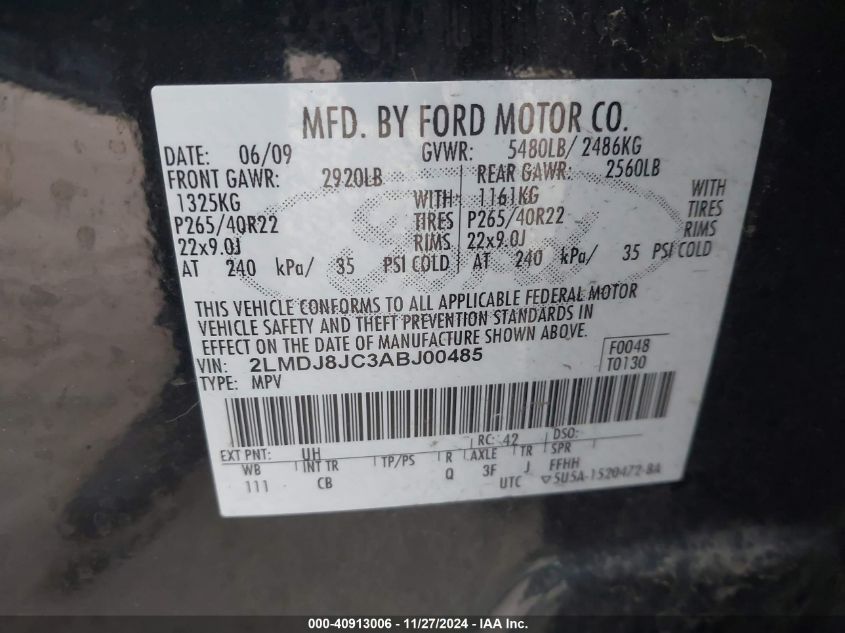 MFD. BY FORD MOTOR CO.
DATE: 06/09 GVWR: 5480LB/ 2486KG
FRONT GAWR: 2920LB REAR GAWR: 2560LB
1325KG WITH 1161KG WITH
P265/40R22 TIRES P265/40R22 TIRES
22x9.0J RIMS 22x9.0J RIMS
AT 240 kPa/ 35 PSI COLD AT 240 kPa/ 35 PSI COLD
THIS VEHICLE CONFORMS TO ALL APPLICABLE FEDERAL MOTOR
VEHICLE SAFETY AND THEFT PREVENTION STANDARDS IN
EFFECT ON THE DATE OF MANUFACTURE SHOWN ABOVE.
VIN: 2LMDJ8JC3ABJ00485 F0048
TYPE: MPV T0130
EXT PNT: UH RC: 42 DSO:
WB INT TR TP/PS R AXLE TR SPR
111 CB Q 3F J FFHH
UTC ▽5U5A-1520472-BA
000-40913006 - 11/27/2024 - IAA Inc.